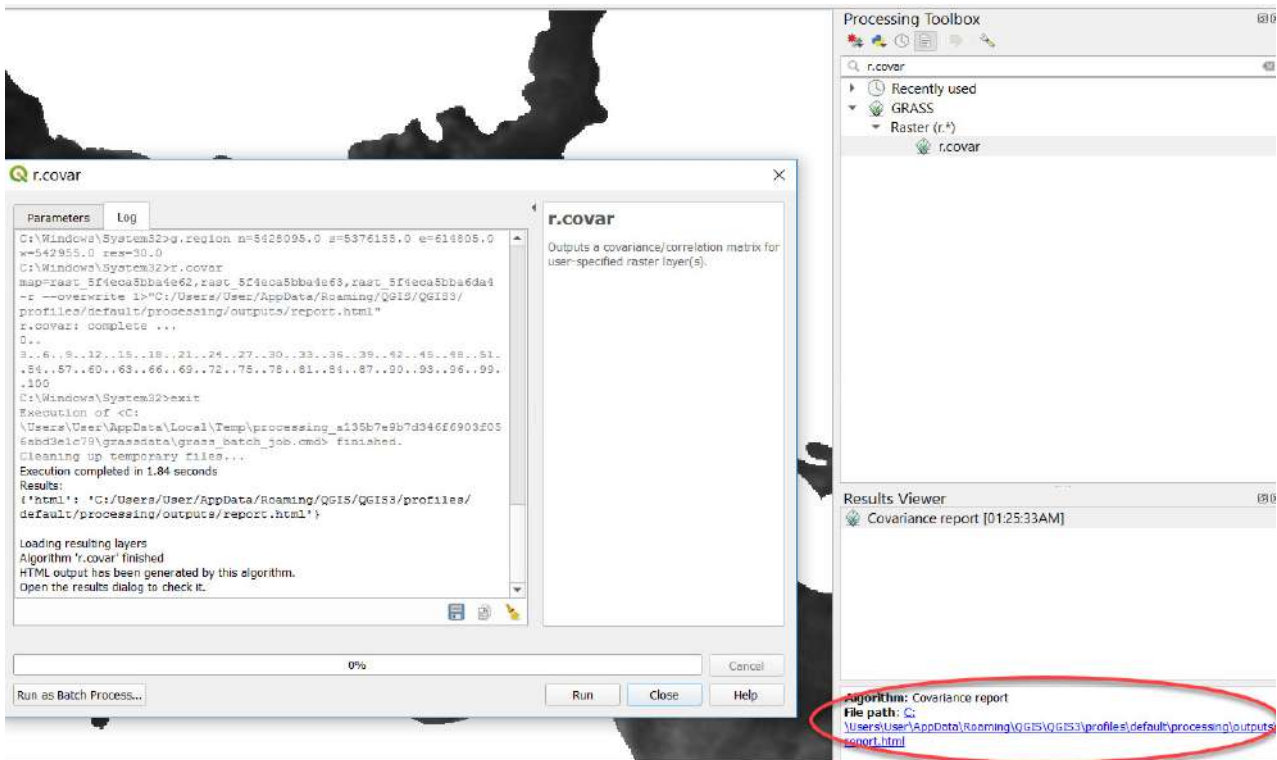 Processing Toolbox
r.covar
Recently used
GRASS
Raster (r.*)
r.covar
r.covar
Parameters
Log
C:\Windows\System32>g.region n=5428095.0 s=5376135.0 e=614805.0
w=542955.0 res=30.0
C:\Windows\System32>r.covar
map=rast_5f4eca5bba4e62,rast_5f4eca5bba4e63,rast_5f4eca5bba6da4
-r --overwrite 1>"C:/Users/User/AppData/Roaming/QGIS/QGIS3/
profiles/default/processing/outputs/report.html"
r.covar: complete ...
0..
3..6..9..12..15..18..21..24..27..30..33..36..39..42..45..48..51.
.54..57..60..63..66..69..72..75..78..81..84..87..90..93..96..99.
.100
C:\Windows\System32>exit
Execution of <C:
\Users\User\AppData\Local\Temp\processing_a135b7e9b7d346f6903f05
6abd3e1c79\grassdata\grass_batch_job.cmd> finished.
Cleaning up temporary files...
Execution completed in 1.84 seconds
Results:
{'html': 'C:/Users/User/AppData/Roaming/QGIS/QGIS3/profiles/
default/processing/outputs/report.html'}
Loading resulting layers
Algorithm 'r.covar' finished
HTML output has been generated by this algorithm.
Open the results dialog to check it.
r.covar
Outputs a covariance/correlation matrix for
user-specified raster layer(s).
0%
Cancel
Run as Batch Process...
Run
Close
Help
Results Viewer
Covariance report [01:25:33AM]
Algorithm: Covariance report
File path: C:
\Users\User\AppData\Roaming\QGIS\QGIS3\profiles\default\processing\outputs\
report.html